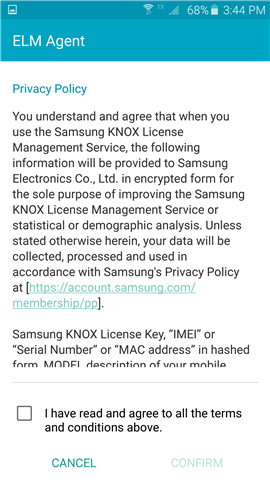 1X 68% 3:44 PM
ELM Agent
Privacy Policy
You understand and agree that when you
use the Samsung KNOX License
Management Service, the following
information will be provided to Samsung
Electronics Co., Ltd. in encrypted form for
the sole purpose of improving the Samsung
KNOX License Management Service or
statistical or demographic analysis. Unless
stated otherwise herein, your data will be
collected, processed and used in
accordance with Samsung's Privacy Policy
at [https://account.samsung.com/
membership/pp].
Samsung KNOX License Key, “IMEI” or
“Serial Number” or “MAC address” in hashed
form, MODEL description of your mobile
I have read and agree to all the terms
and conditions above.
CANCEL CONFIRM